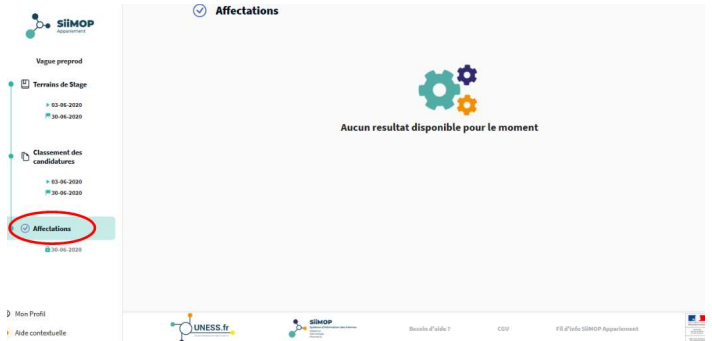 SiiMOP
Appariement
Vague preprod
Terrains de Stage
03-06-2020
30-06-2020
Classement des
candidatures
03-06-2020
30-06-2020
Affectations
30-06-2020
Mon Profil
Aide contextuelle
Affectations
Aucun resultat disponible pour le moment
UNESS.fr
SiiMOP
Besoin d'aide ?
CGU
Fil d'info SiiMOP Appariement